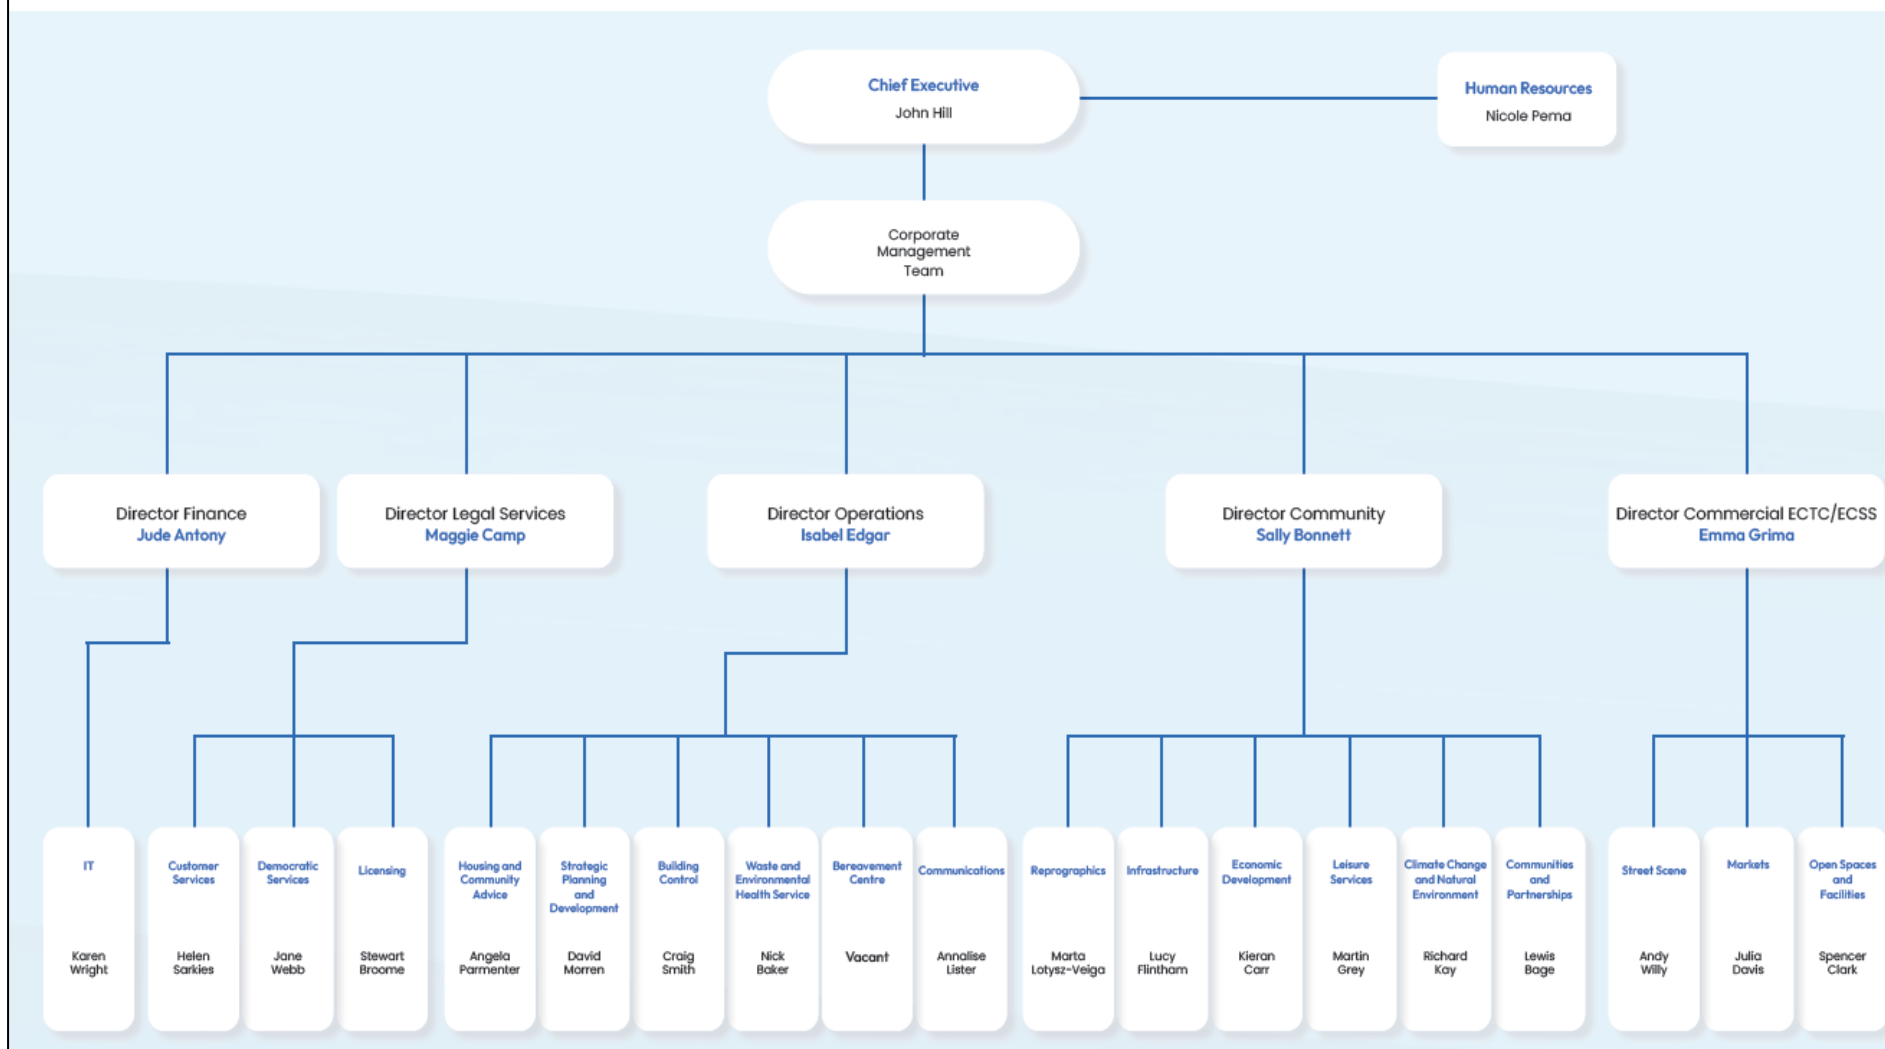 Chief Executive
John Hill
Human Resources
Nicole Pema
Corporate
Management
Team
Director Finance
Jude Antony
Director Legal Services
Maggie Camp
Director Operations
Isabel Edgar
Director Community
Sally Bonnett
Director Commercial ECTC/ECSS
Emma Grima
IT
Karen
Wright
Customer
Services
Helen
Sarkies
Democratic
Services
Jane
Webb
Licensing
Stewart
Broome
Housing and
Community
Advice
Angela
Parmenter
Strategic
Planning
and
Development
David
Morren
Building
Control
Craig
Smith
Waste and
Environmental
Health Service
Nick
Baker
Bereavement
Centre
Vacant
Communications
Annalise
Lister
Reprographics
Marta
Lotysz-Veiga
Infrastructure
Lucy
Flintham
Economic
Development
Kieran
Carr
Leisure
Services
Martin
Grey
Climate Change
and Natural
Environment
Richard
Kay
Communities
and
Partnerships
Lewis
Bage
Street Scene
Andy
Willy
Markets
Julia
Davis
Open Spaces
and
Facilities
Spencer
Clark